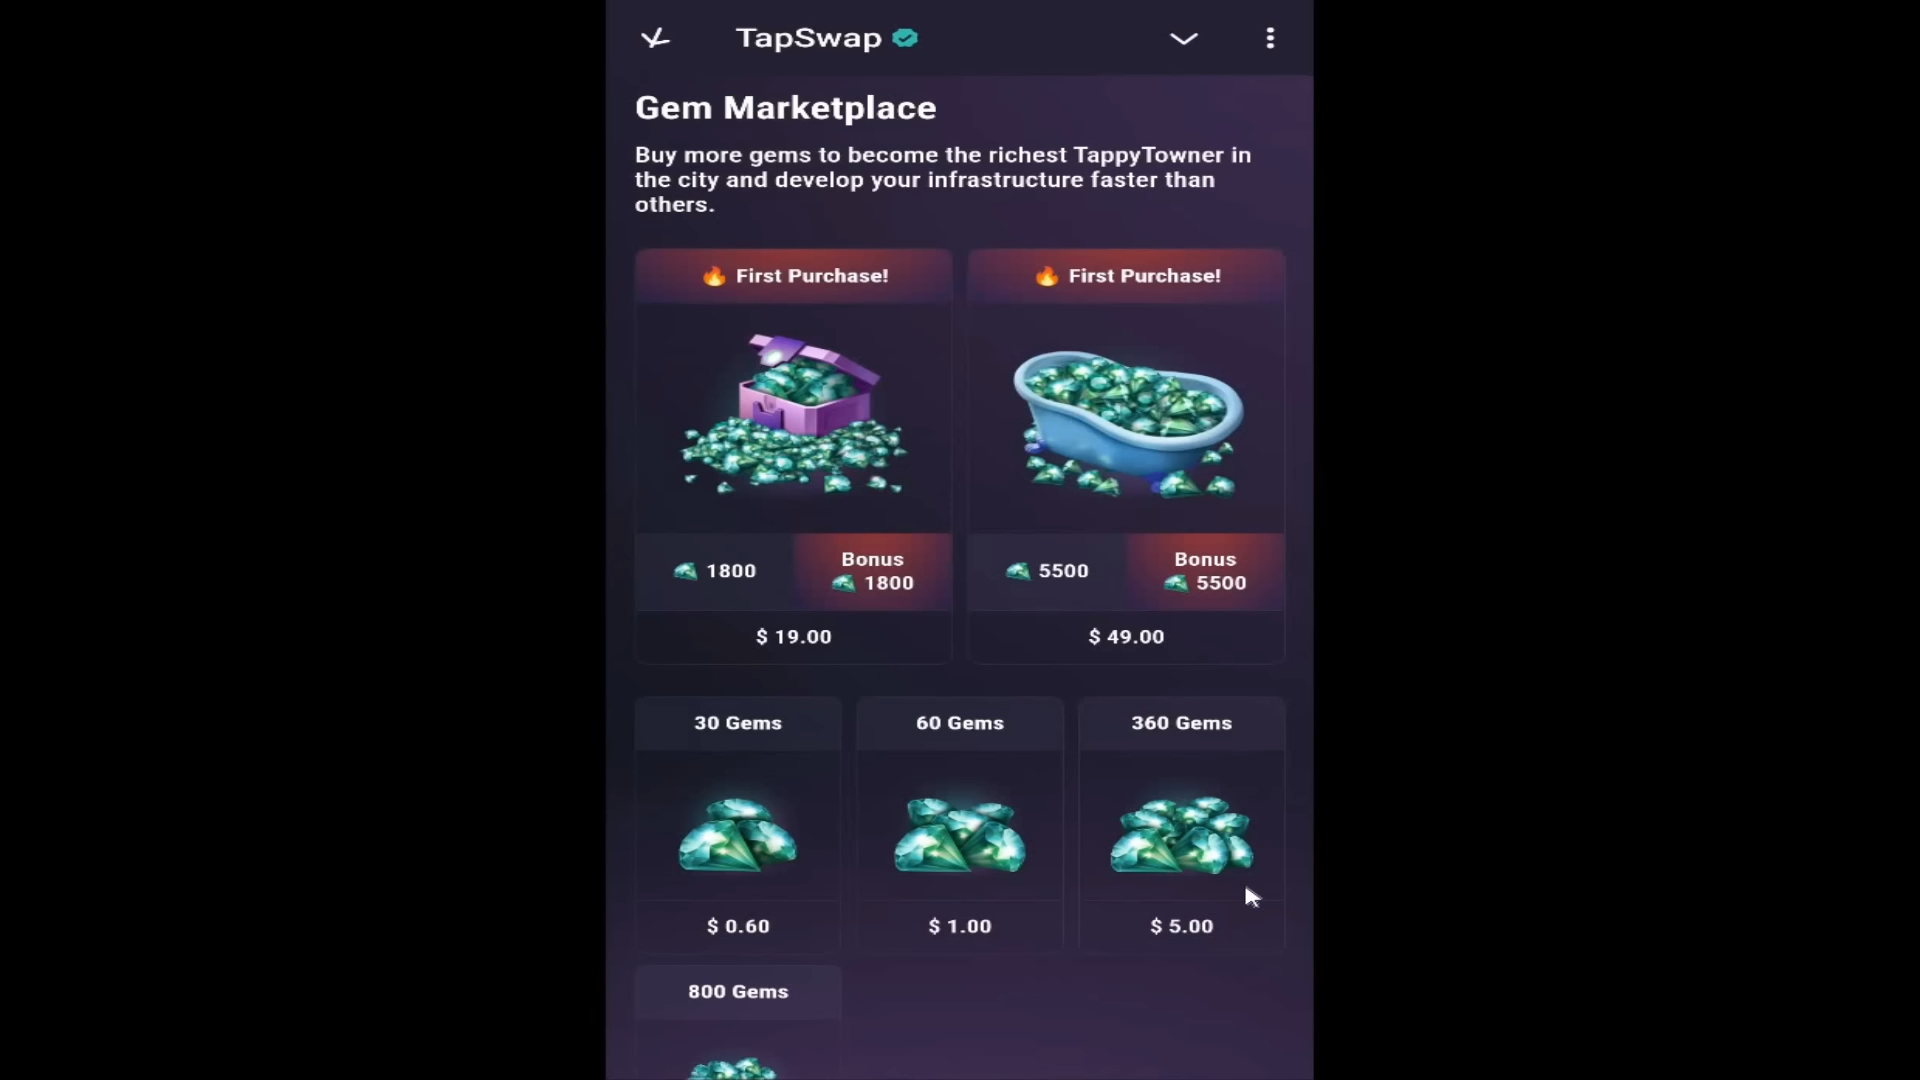 TapSwap
Gem Marketplace
Buy more gems to become the richest TappyTowner in
the city and develop your infrastructure faster than
others.
First Purchase!
1800
Bonus
1800
$ 19.00
First Purchase!
5500
Bonus
5500
$ 49.00
30 Gems
$ 0.60
60 Gems
$ 1.00
360 Gems
$ 5.00
800 Gems